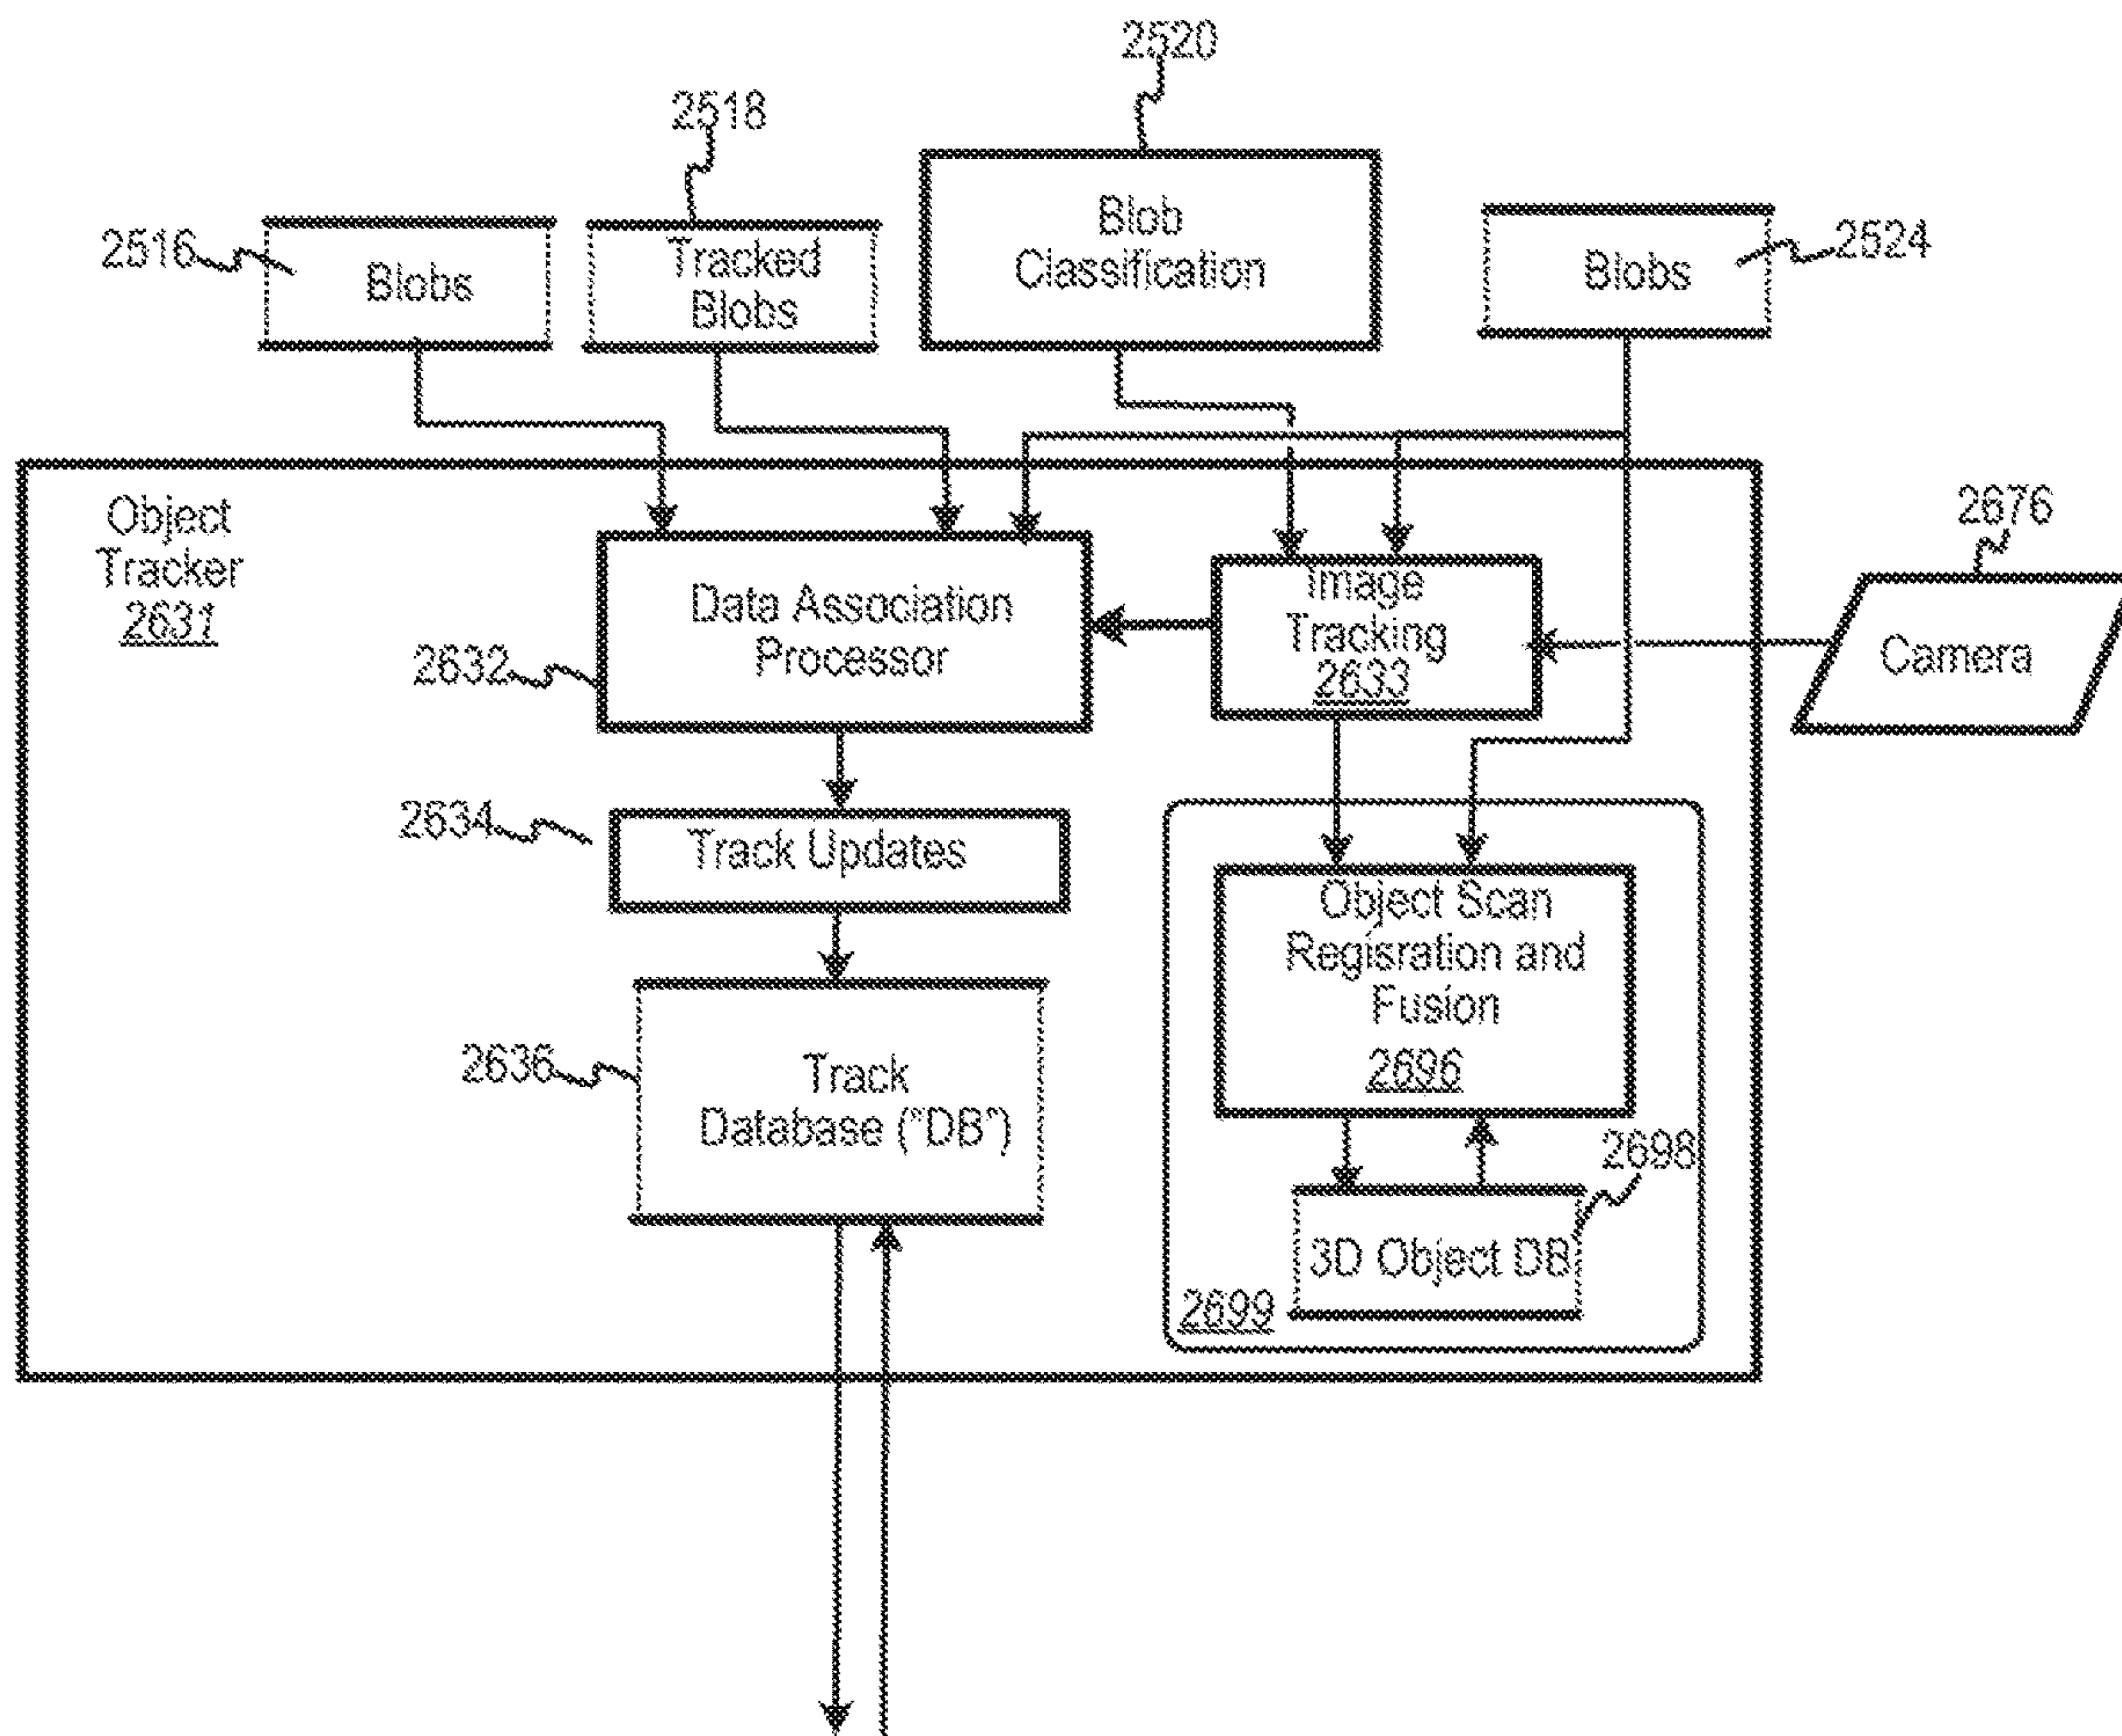 2520
2518
Blob
Classification
2516
Blobs
Tracked
Blobs
Blobs
2524
Object
Tracker
2631
2676
Data Association
Processor
2632
Image
Tracking
2633
Camera
2634
Track Updates
Object Scan
Regisration and
Fusion
2696
2636
Track
Database ("DB")
2698
3D Object DB
2699